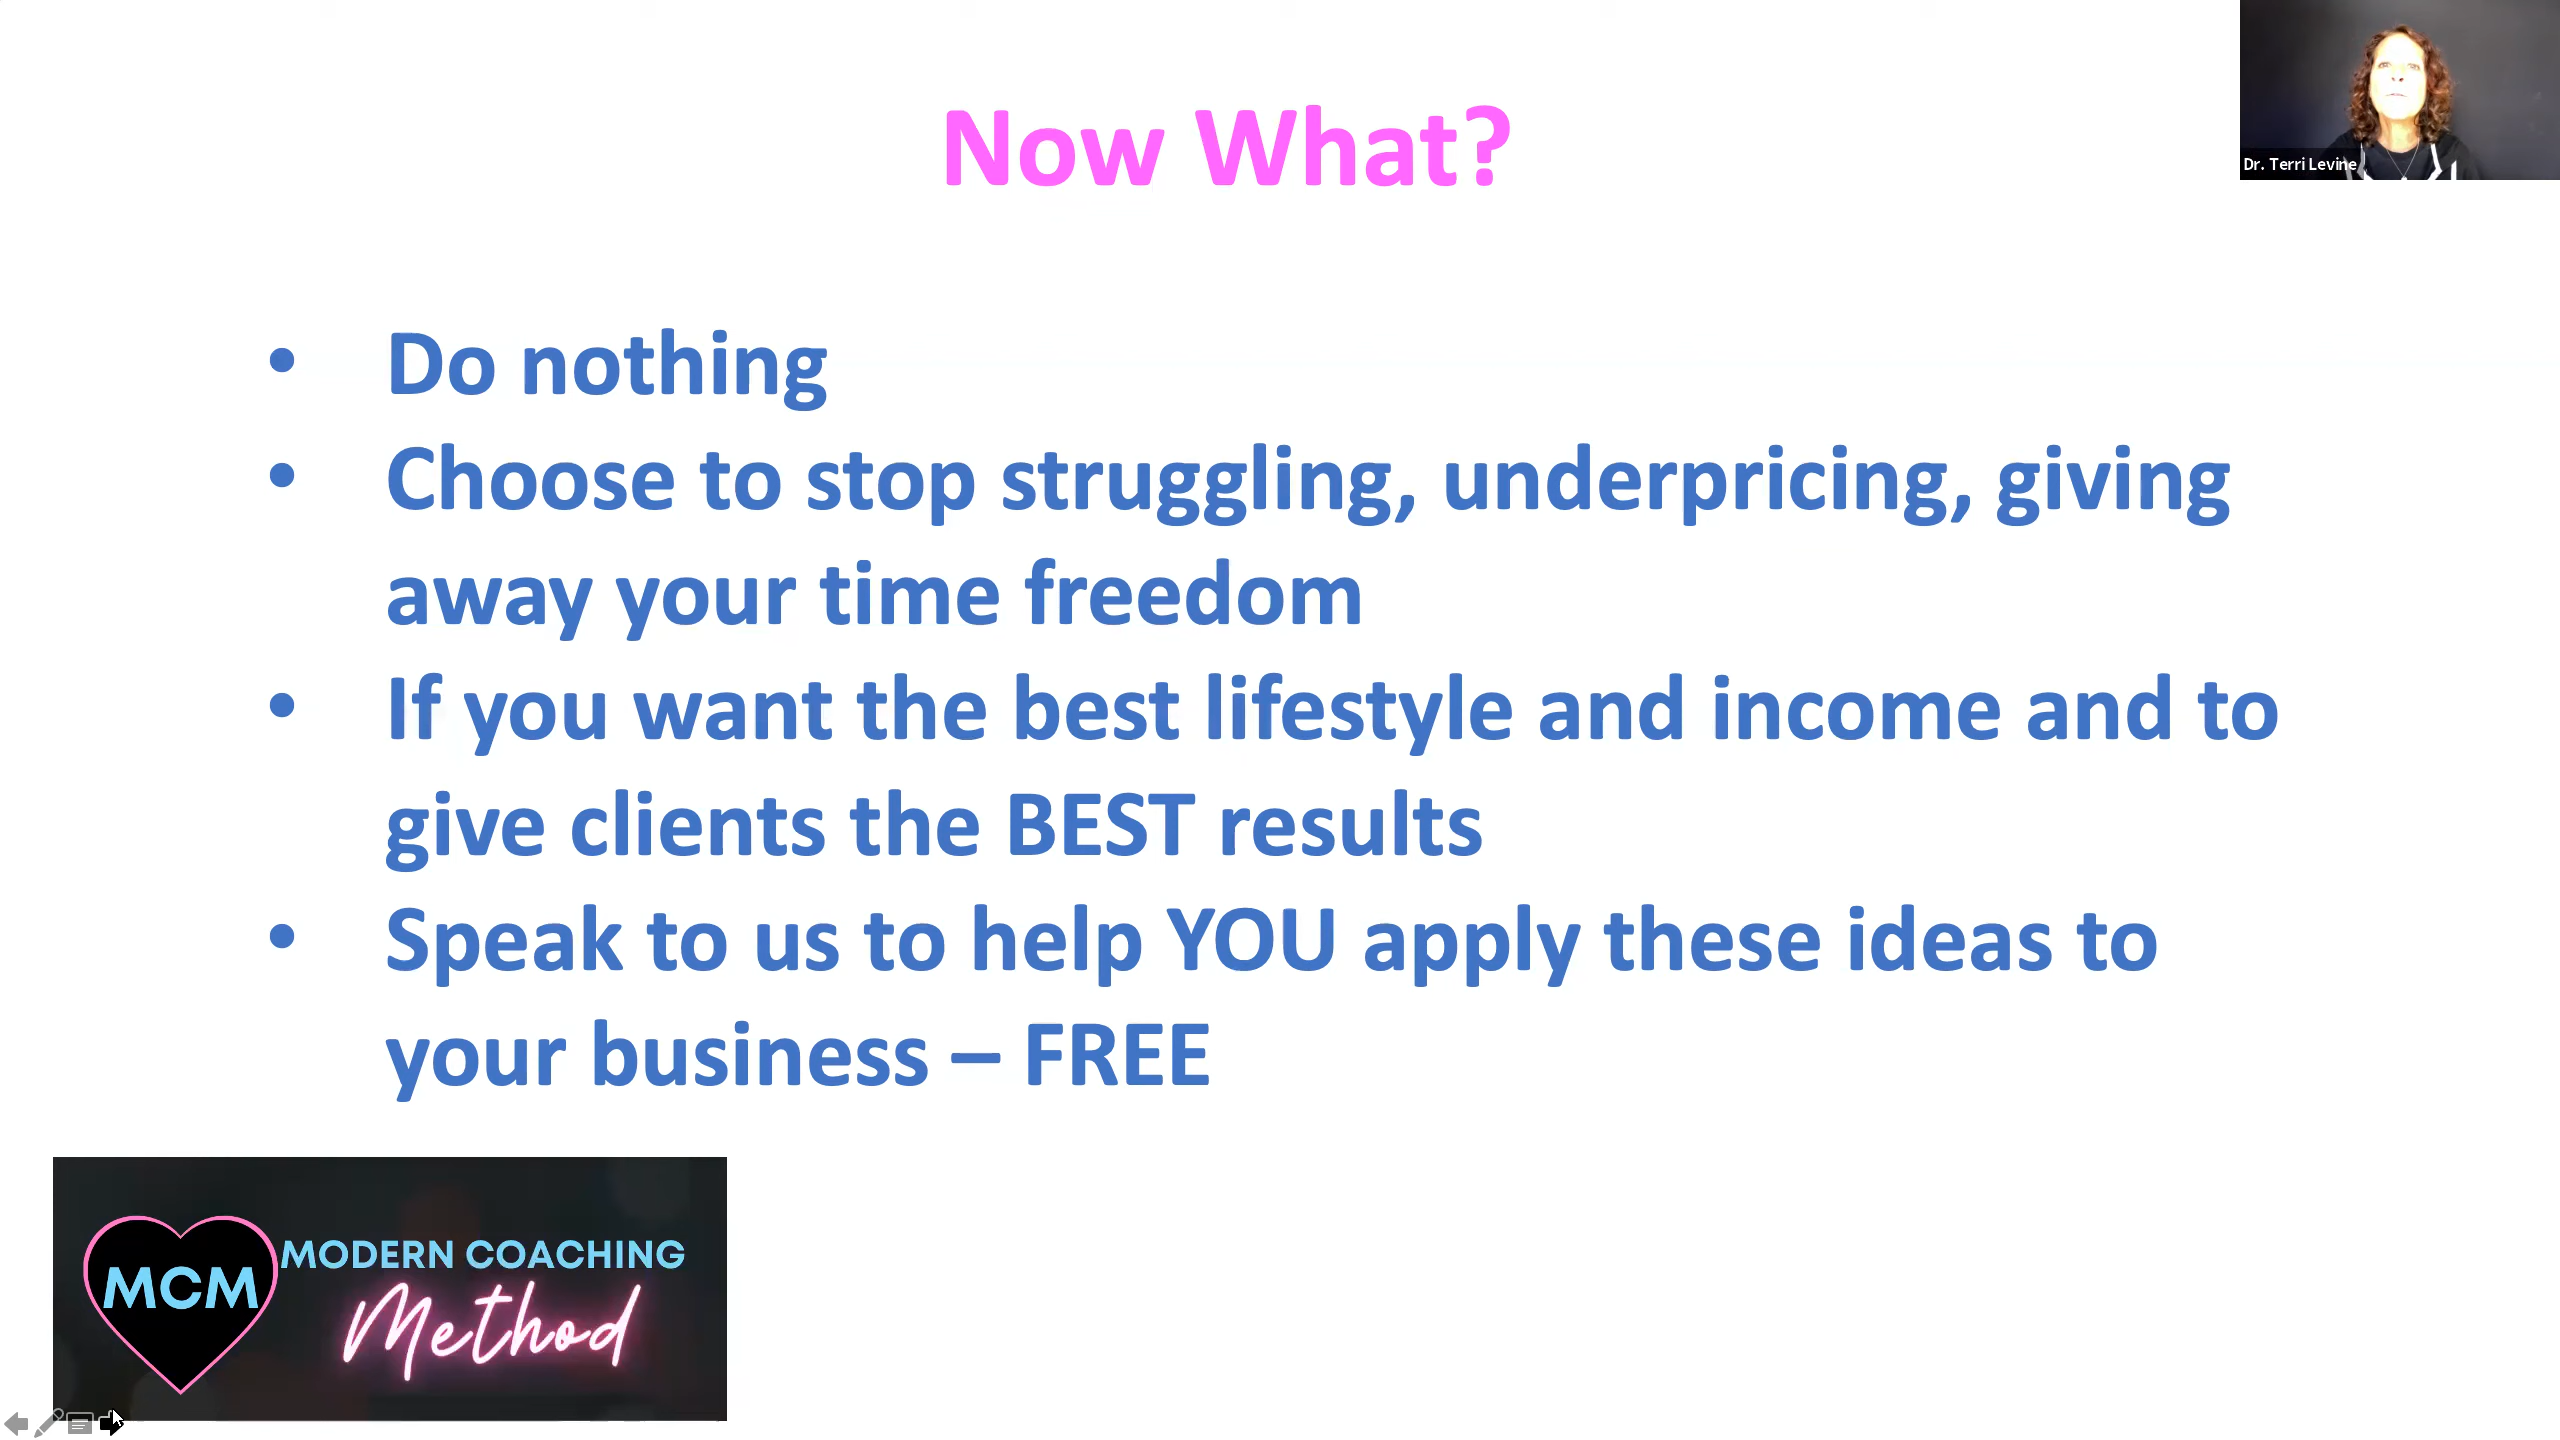 Now What?
Dr. Terri Levine
• Do nothing
• Choose to stop struggling, underpricing, giving
away your time freedom
• If you want the best lifestyle and income and to
give clients the BEST results
• Speak to us to help YOU apply these ideas to
your business – FREE
MCM
MODERN COACHING
Method